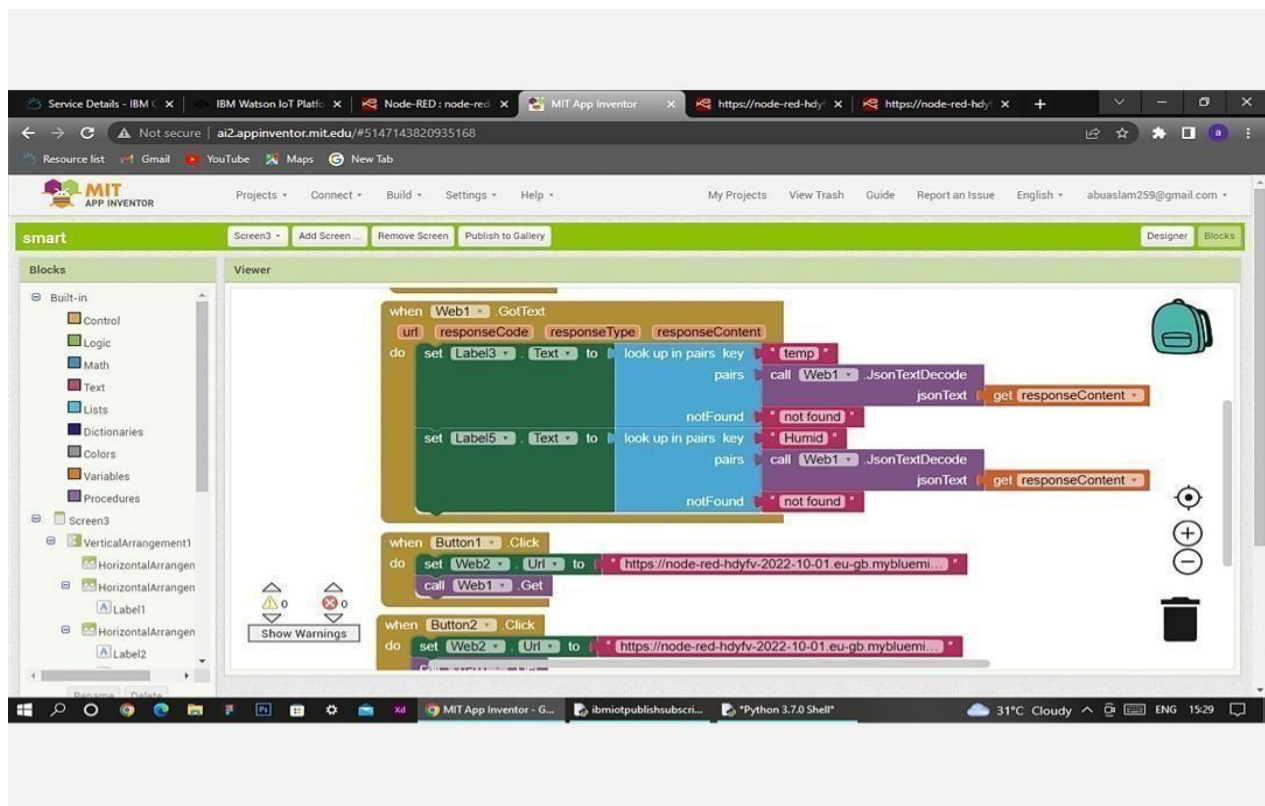 Service Details - IBM C
IBM Watson IoT Platfo
Node-RED : node-red
MIT App Inventor
https://node-red-hdyf
https://node-red-hdyf
Not secure | ai2.appinventor.mit.edu/#5147143820935168
a
Resource list Gmail YouTube Maps New Tab
MIT
APP INVENTOR
Projects Connect Build Settings Help My Projects View Trash Guide Report an Issue English abuaslam259@gmail.com
smart Screen3 Add Screen ... Remove Screen Publish to Gallery Designer Blocks
Blocks Viewer
Built-in
Control
Logic
Math
Text
Lists
Dictionaries
Colors
Variables
Procedures
Screen3
VerticalArrangement1
HorizontalArrangen
HorizontalArrangen
Label1
HorizontalArrangen
Label2
Rename Delete
when Web1 .GotText
url responseCode responseType responseContent
do set Label3 . Text to look up in pairs key " temp "
pairs call Web1 .JsonTextDecode
jsonText get responseContent
notFound " not found "
set Label5 . Text to look up in pairs key " Humid "
pairs call Web1 .JsonTextDecode
jsonText get responseContent
notFound " not found "
when Button1 .Click
do set Web2 . Url to " https://node-red-hdyfv-2022-10-01.eu-gb.mybluemi... "
call Web1 .Get
when Button2 .Click
do set Web2 . Url to " https://node-red-hdyfv-2022-10-01.eu-gb.mybluemi... "
0 0
Show Warnings
Ps Xd MIT App Inventor - G... ibmiotpublishsubscri... *Python 3.7.0 Shell* 31°C Cloudy ENG 15:29